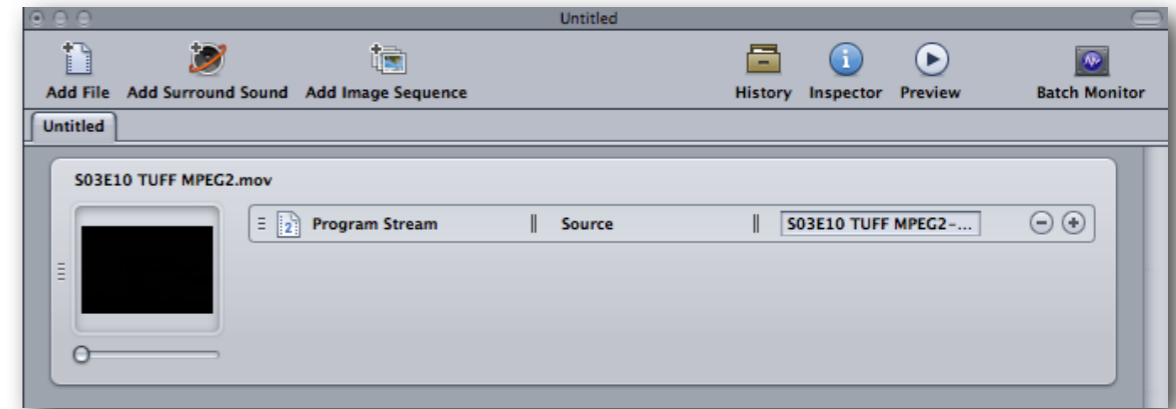 Untitled
Add File Add Surround Sound Add Image Sequence History Inspector Preview Batch Monitor
Untitled
S03E10 TUFF MPEG2.mov
2 Program Stream Source S03E10 TUFF MPEG2-...